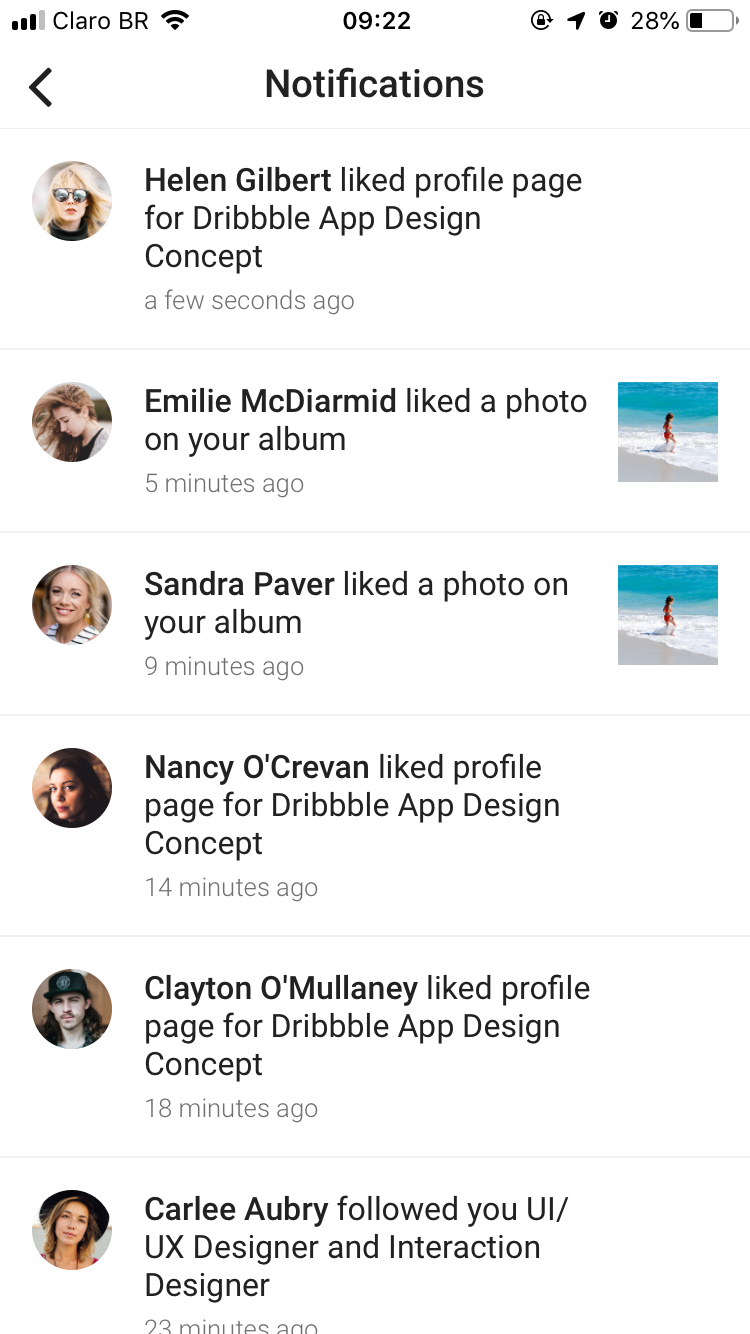 Claro BR 09:22 28%
Notifications
Helen Gilbert liked profile page
for Dribbble App Design
Concept
a few seconds ago
Emilie McDiarmid liked a photo
on your album
5 minutes ago
Sandra Paver liked a photo on
your album
9 minutes ago
Nancy O'Crevan liked profile
page for Dribbble App Design
Concept
14 minutes ago
Clayton O'Mullaney liked profile
page for Dribbble App Design
Concept
18 minutes ago
Carlee Aubry followed you UI/
UX Designer and Interaction
Designer
23 minutes ago